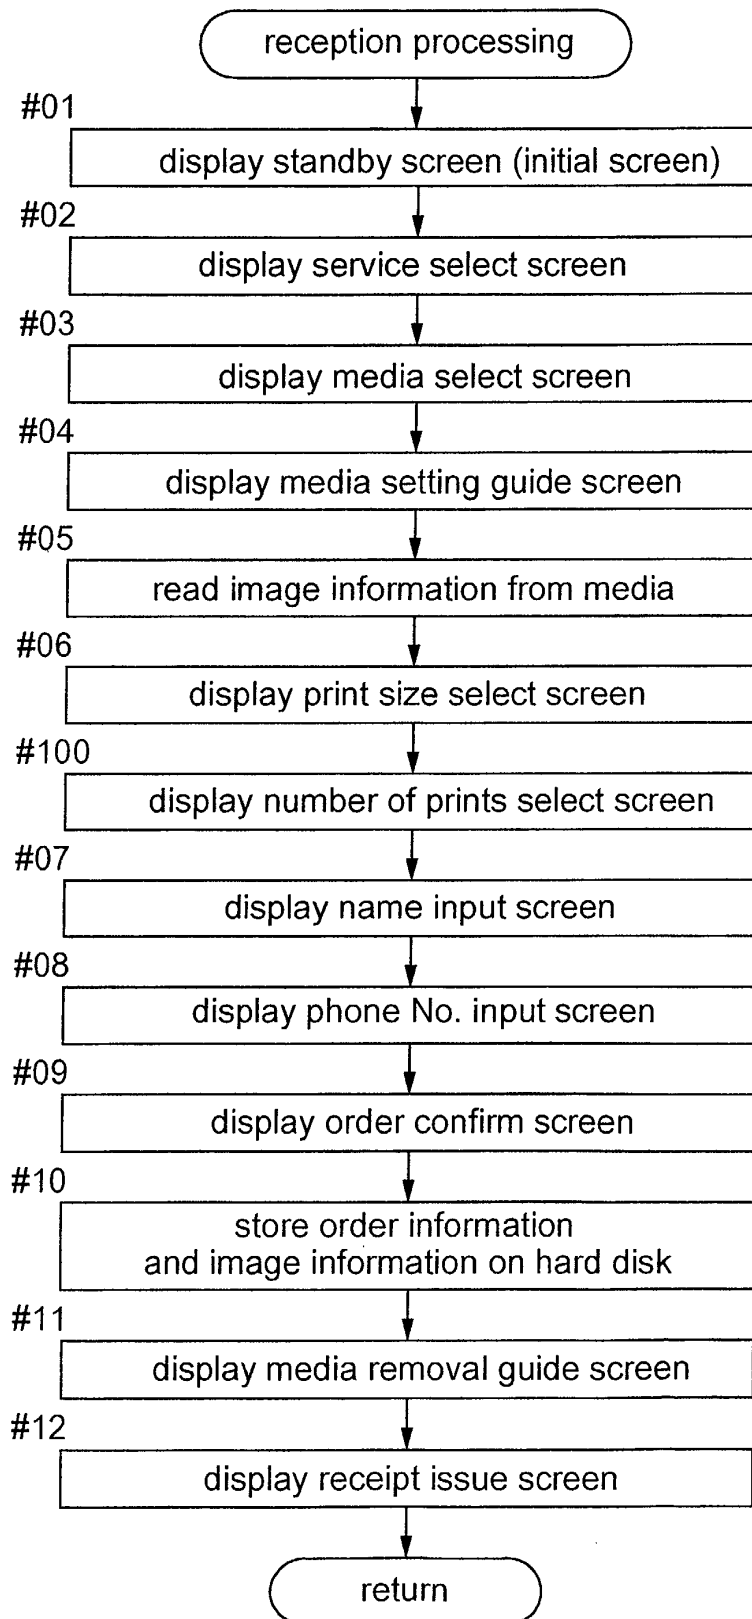 reception processing
#01
display standby screen (initial screen)
#02
display service select screen
#03
display media select screen
#04
display media setting guide screen
#05
read image information from media
#06
display print size select screen
#100
display number of prints select screen
#07
display name input screen
#08
display phone No. input screen
#09
display order confirm screen
#10
store order information
and image information on hard disk
#11
display media removal guide screen
#12
display receipt issue screen
return